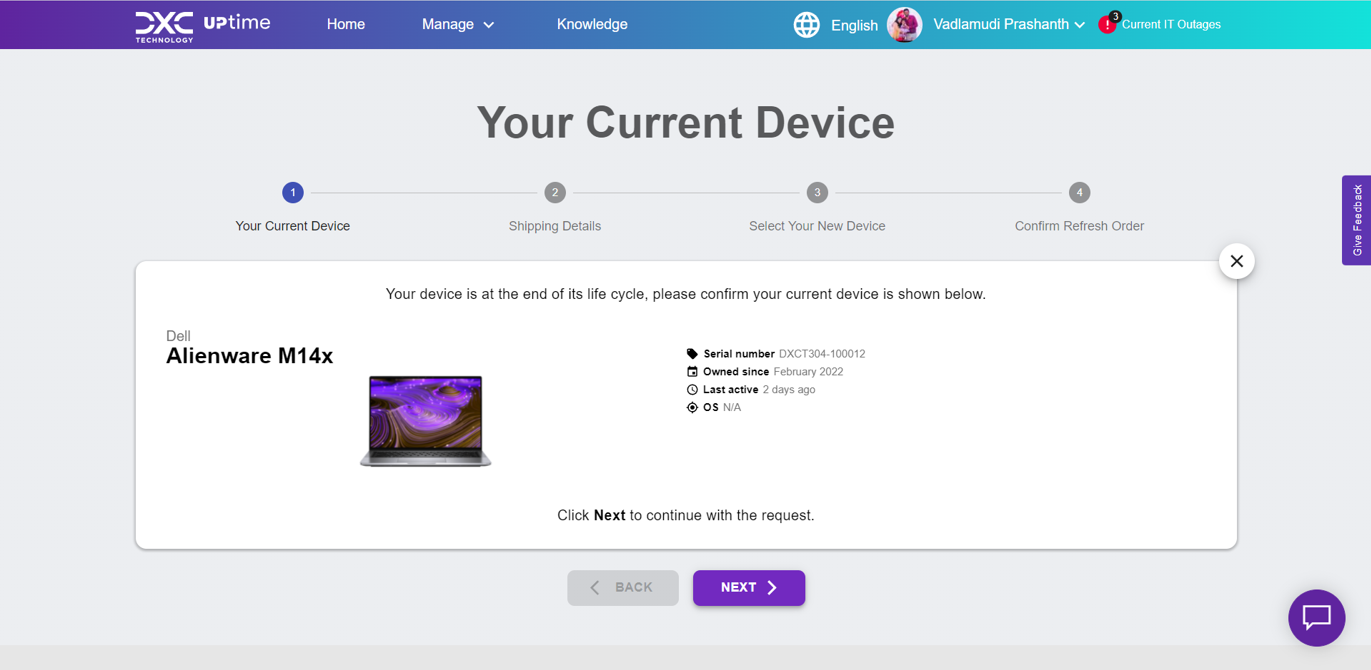 DXC TECHNOLOGY UPtime
Home
Manage
Knowledge
English
Vadlamudi Prashanth
! 3
Current IT Outages
Your Current Device
1 2 3 4
Your Current Device
Shipping Details
Select Your New Device
Confirm Refresh Order
Give Feedback
Your device is at the end of its life cycle, please confirm your current device is shown below.
Dell
Alienware M14x
Serial number DXCT304-100012
Owned since February 2022
Last active 2 days ago
OS N/A
Click Next to continue with the request.
BACK
NEXT